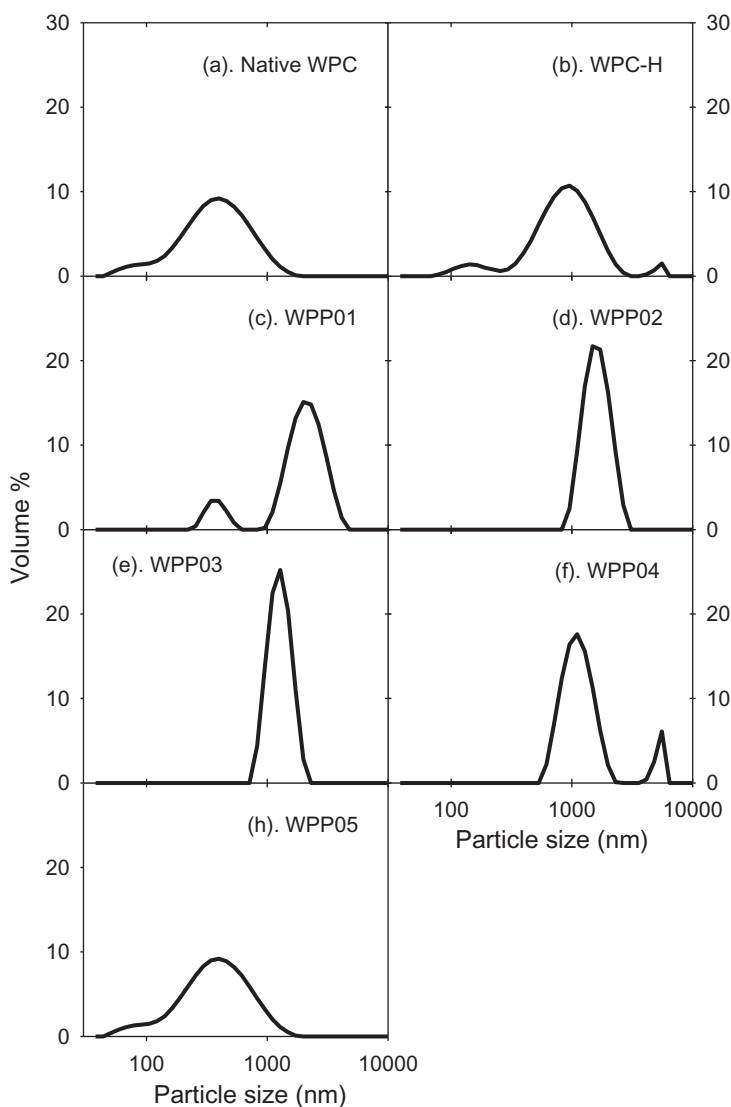 30
30
(a). Native WPC
(b). WPC-H
20
20
10
10
0
0
(c). WPP01
(d). WPP02
20
20
10
10
0
0
Volume %
(e). WPP03
(f). WPP04
20
20
10
10
0
0
100
1000
10000
Particle size (nm)
(h). WPP05
20
10
0
100
1000
10000
Particle size (nm)